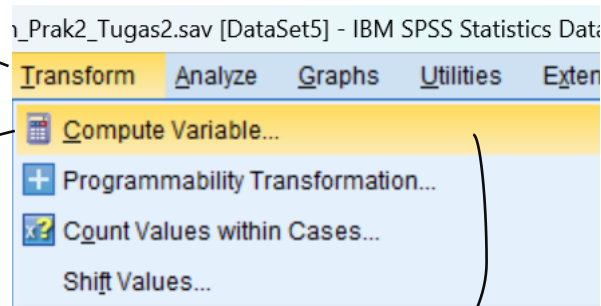 _Prak2_Tugas2.sav [DataSet5] - IBM SPSS Statistics Data
Transform Analyze Graphs Utilities Exten
Compute Variable...
Programmability Transformation...
Count Values within Cases...
Shift Values...